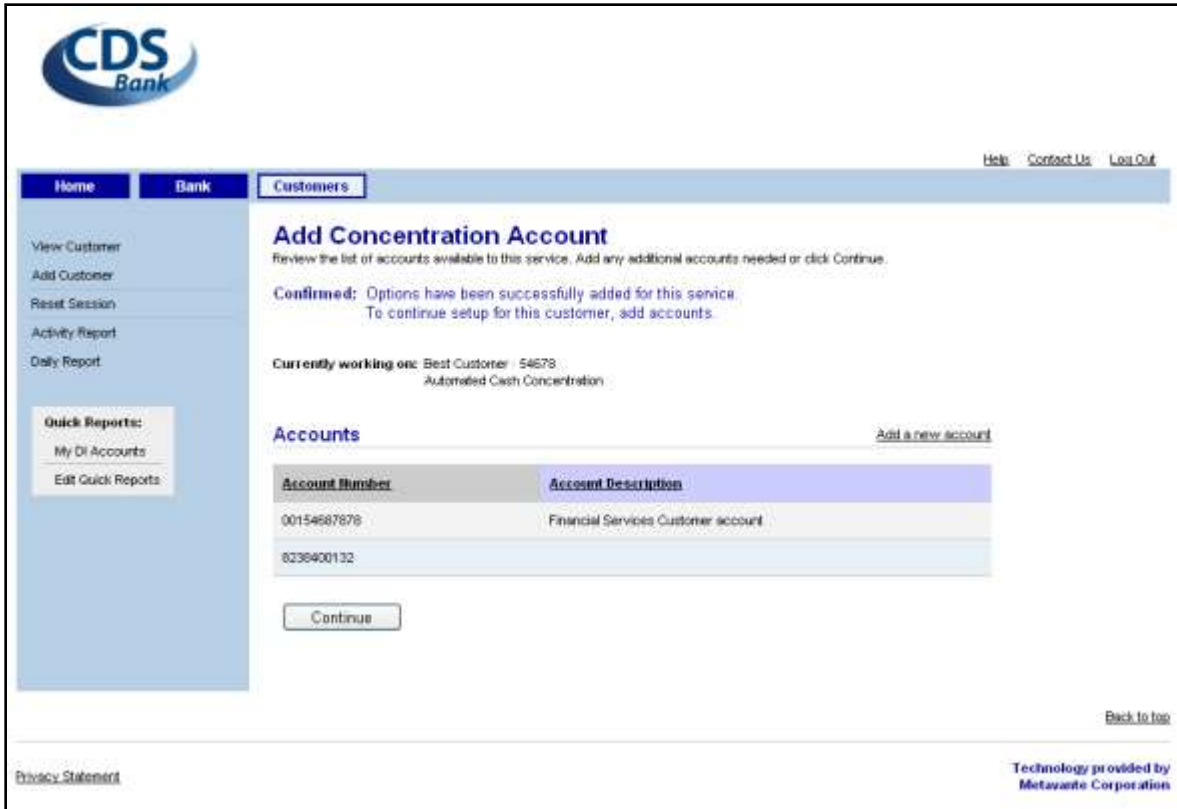 CDS
Bank
Help Contact Us Log Out
Home Bank Customers
View Customer
Add Customer
Reset Session
Activity Report
Daily Report
Quick Reports:
My DI Accounts
Edit Quick Reports
Add Concentration Account
Review the list of accounts available to this service. Add any additional accounts needed or click Continue.
Confirmed: Options have been successfully added for this service.
To continue setup for this customer, add accounts.
Currently working on: Best Customer - 54678
Automated Cash Concentration
Accounts Add a new account
Account Number Account Description
00154687878 Financial Services Customer account
8238400132
Continue
Back to top
Privacy Statement
Technology provided by
Metavante Corporation